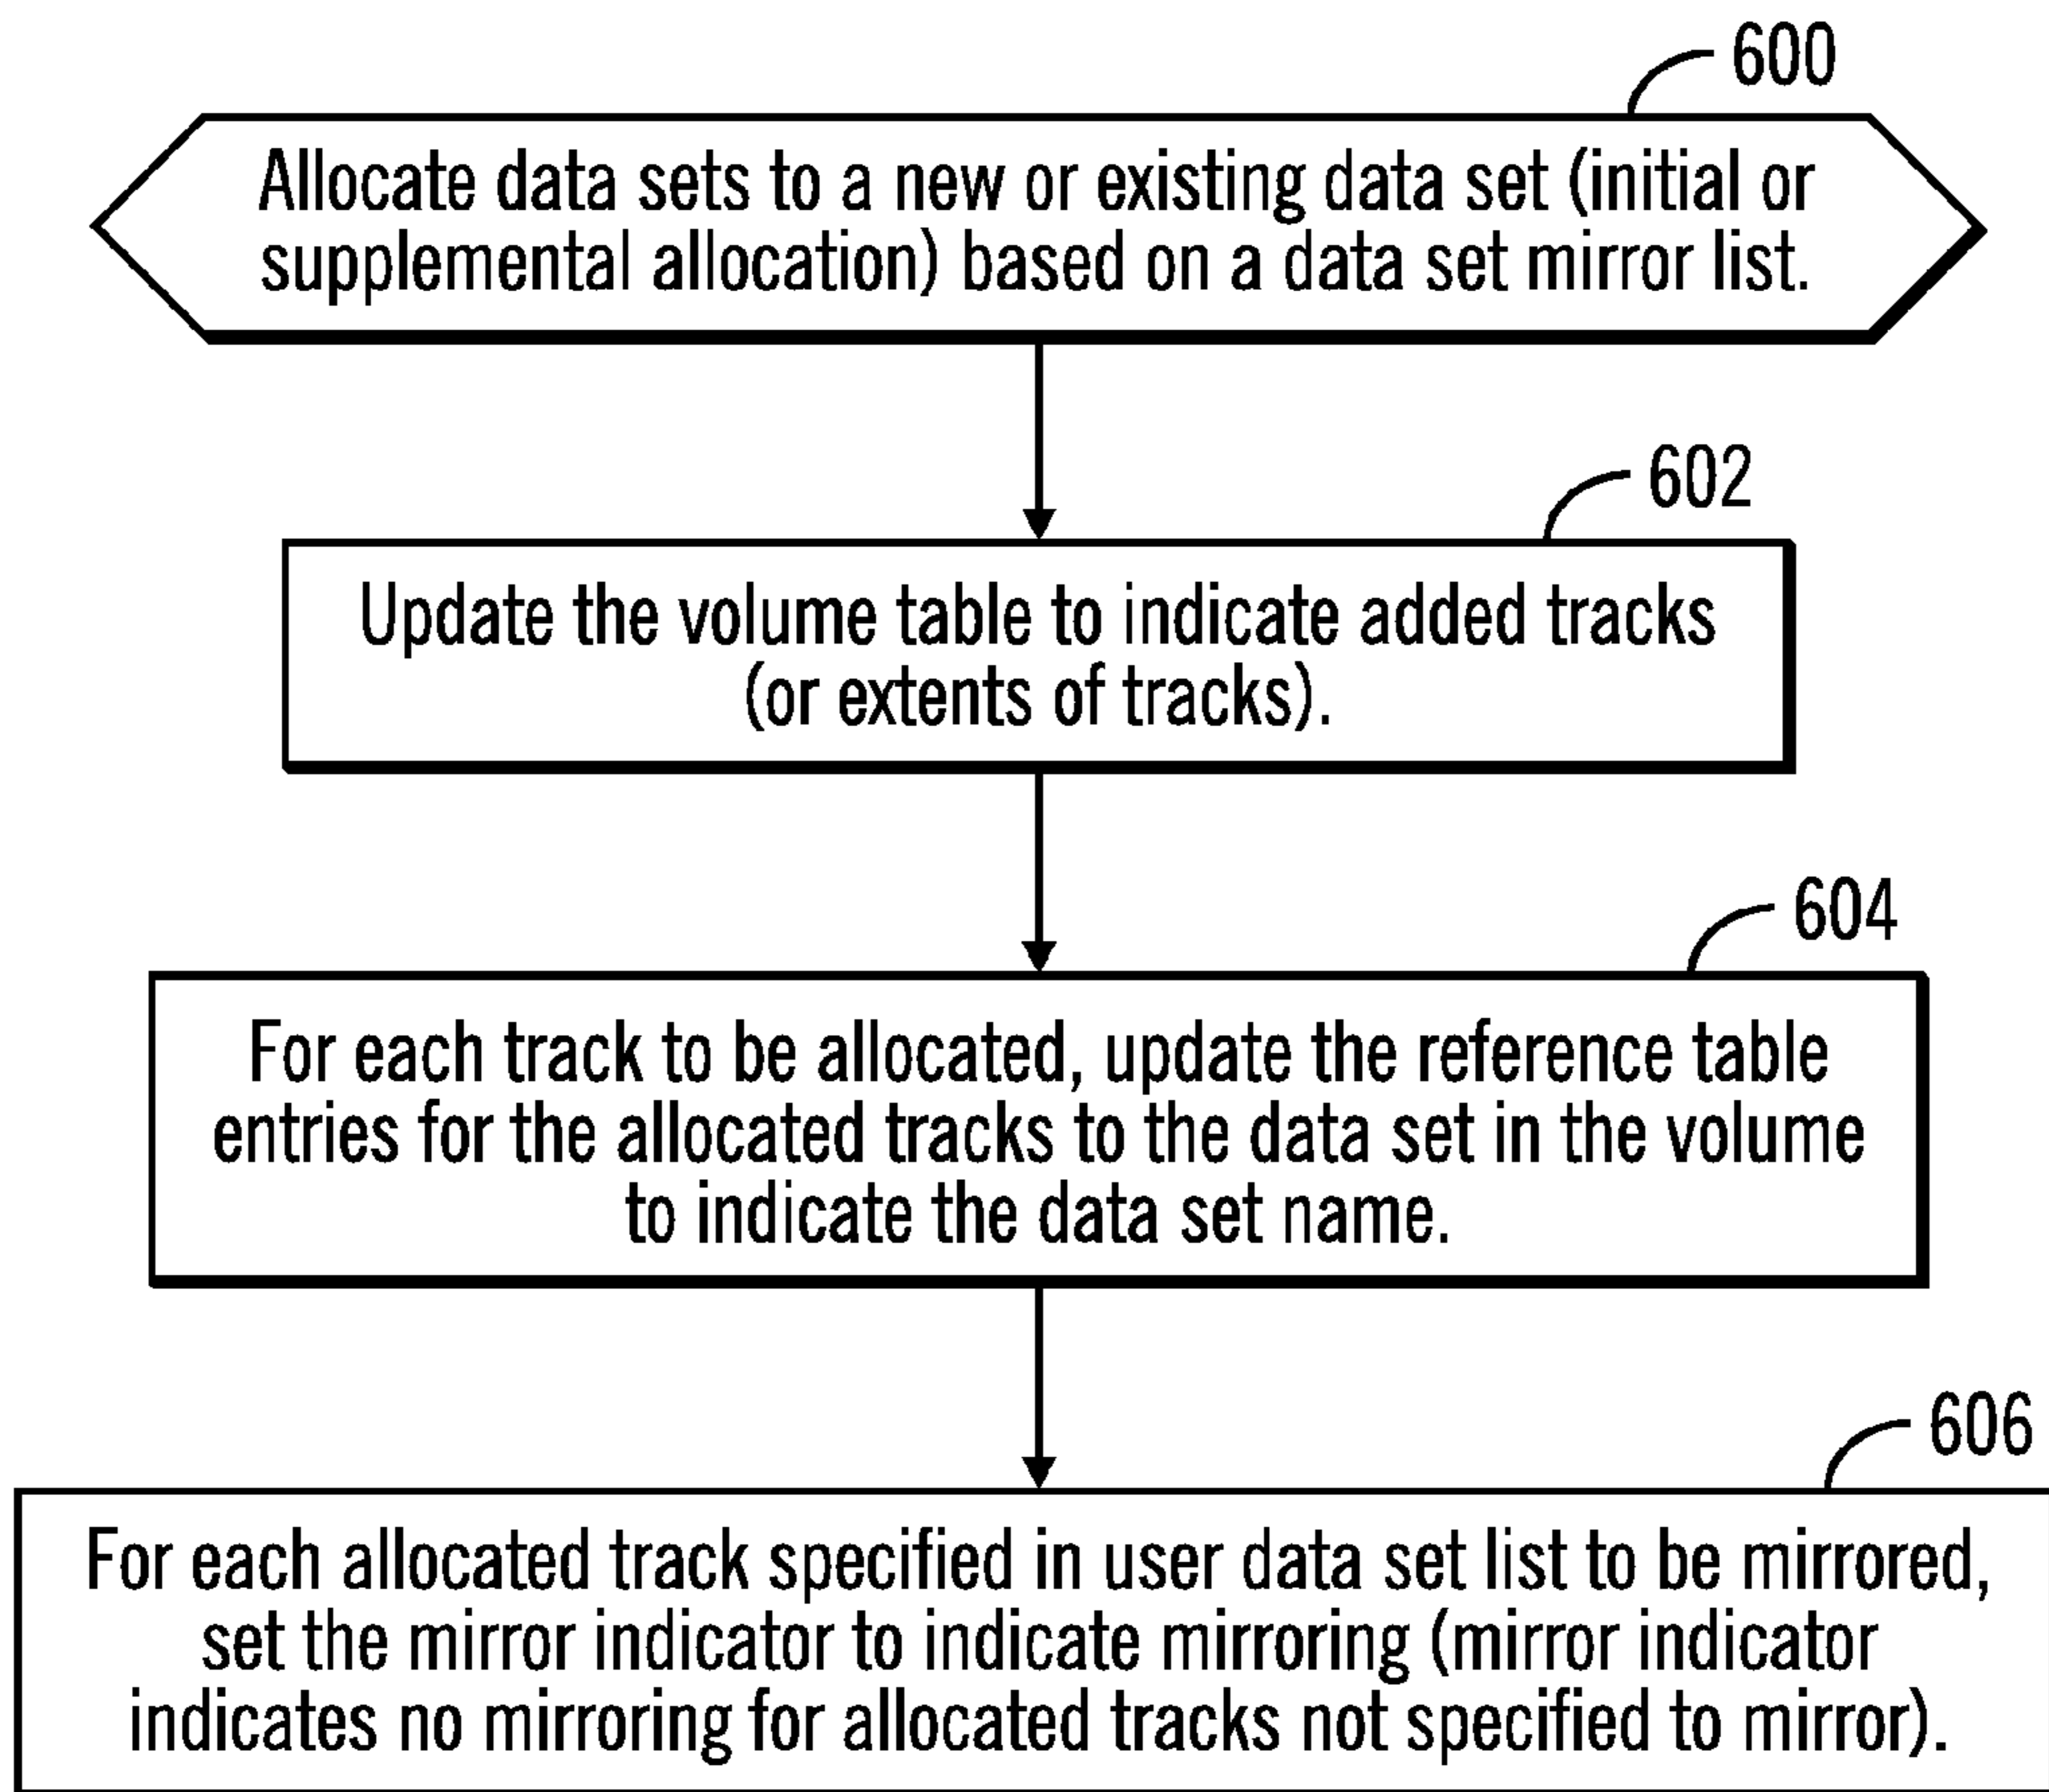 600
Allocate data sets to a new or existing data set (initial or
supplemental allocation) based on a data set mirror list.
602
Update the volume table to indicate added tracks
(or extents of tracks).
604
For each track to be allocated, update the reference table
entries for the allocated tracks to the data set in the volume
to indicate the data set name.
606
For each allocated track specified in user data set list to be mirrored,
set the mirror indicator to indicate mirroring (mirror indicator
indicates no mirroring for allocated tracks not specified to mirror).